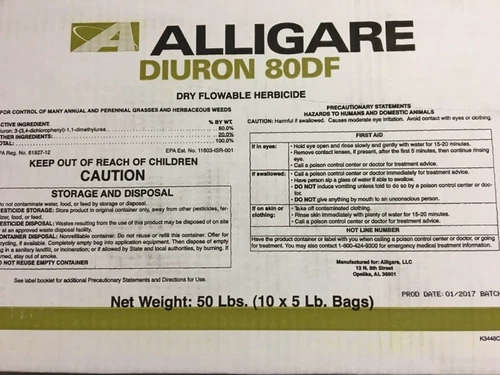 ALLIGARE
DIURON 80DF
DRY FLOWABLE HERBICIDE
FOR CONTROL OF MANY ANNUAL AND PERENNIAL GRASSES AND HERBACEOUS WEEDS
CTIVE INGREDIENT % BY WT.
iuron: 3-(3,4-dichlorophenyl)-1,1-dimethylurea 80.0%
THER INGREDIENTS: 20.0%
OTAL: 100.0%
PA Reg. No. 81927-12 EPA Est. No. 11603-ISR-001
KEEP OUT OF REACH OF CHILDREN
CAUTION
STORAGE AND DISPOSAL
o not contaminate water, food, or feed by storage or disposal.
ESTICIDE STORAGE: Store product in original container only, away from other pesticides, fer-
lizer, food, or feed.
ESTICIDE DISPOSAL: Wastes resulting from the use of this product may be disposed of on site
r at an approved waste disposal facility.
CONTAINER DISPOSAL: Nonrefillable container. Do not reuse or refill this container. Offer for
cycling, if available. Completely empty bag into application equipment. Then dispose of empty
g in a sanitary landfill, or incineration; or if allowed by State and local authorities, by burning. If
rned, stay out of smoke.
O NOT REUSE EMPTY CONTAINER
See label booklet for additional Precautionary Statements and Directions for Use.
PRECAUTIONARY STATEMENTS
HAZARDS TO HUMANS AND DOMESTIC ANIMALS
CAUTION: Harmful if swallowed. Causes moderate eye irritation. Avoid contact with eyes or clothing.
FIRST AID
If in eyes: • Hold eye open and rinse slowly and gently with water for 15-20 minutes.
• Remove contact lenses, if present, after the first 5 minutes, then continue rinsing
eye.
• Call a poison control center or doctor for treatment advice.
If swallowed: • Call a poison control center or doctor immediately for treatment advice.
• Have person sip a glass of water if able to swallow.
• DO NOT induce vomiting unless told to do so by a poison control center or doc-
tor.
• DO NOT give anything by mouth to an unconscious person.
If on skin or clothing: • Take off contaminated clothing.
• Rinse skin immediately with plenty of water for 15-20 minutes.
• Call a poison control center or doctor for treatment advice.
HOT LINE NUMBER
Have the product container or label with you when calling a poison control center or doctor, or going
for treatment. You may also contact 1-800-424-9300 for emergency medical treatment information.
Manufactured for: Alligare, LLC
13 N. 8th Street
Opelika, AL 36801
Net Weight: 50 Lbs. (10 x 5 Lb. Bags)
PROD DATE: 01/2017 BATCH
K3448C